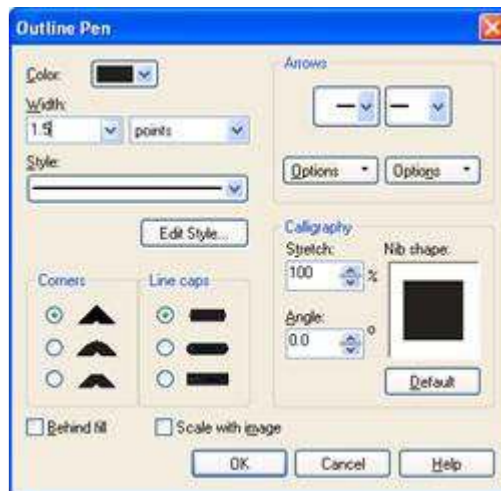 Outline Pen
Color:
Width:
1.5
points
Style:
Edit Style...
Corners
Line caps
Behind fill
Scale with image
Arrows
Options
Options
Calligraphy
Stretch:
100 %
Angle:
0.0 °
Nib shape:
Default
OK
Cancel
Help